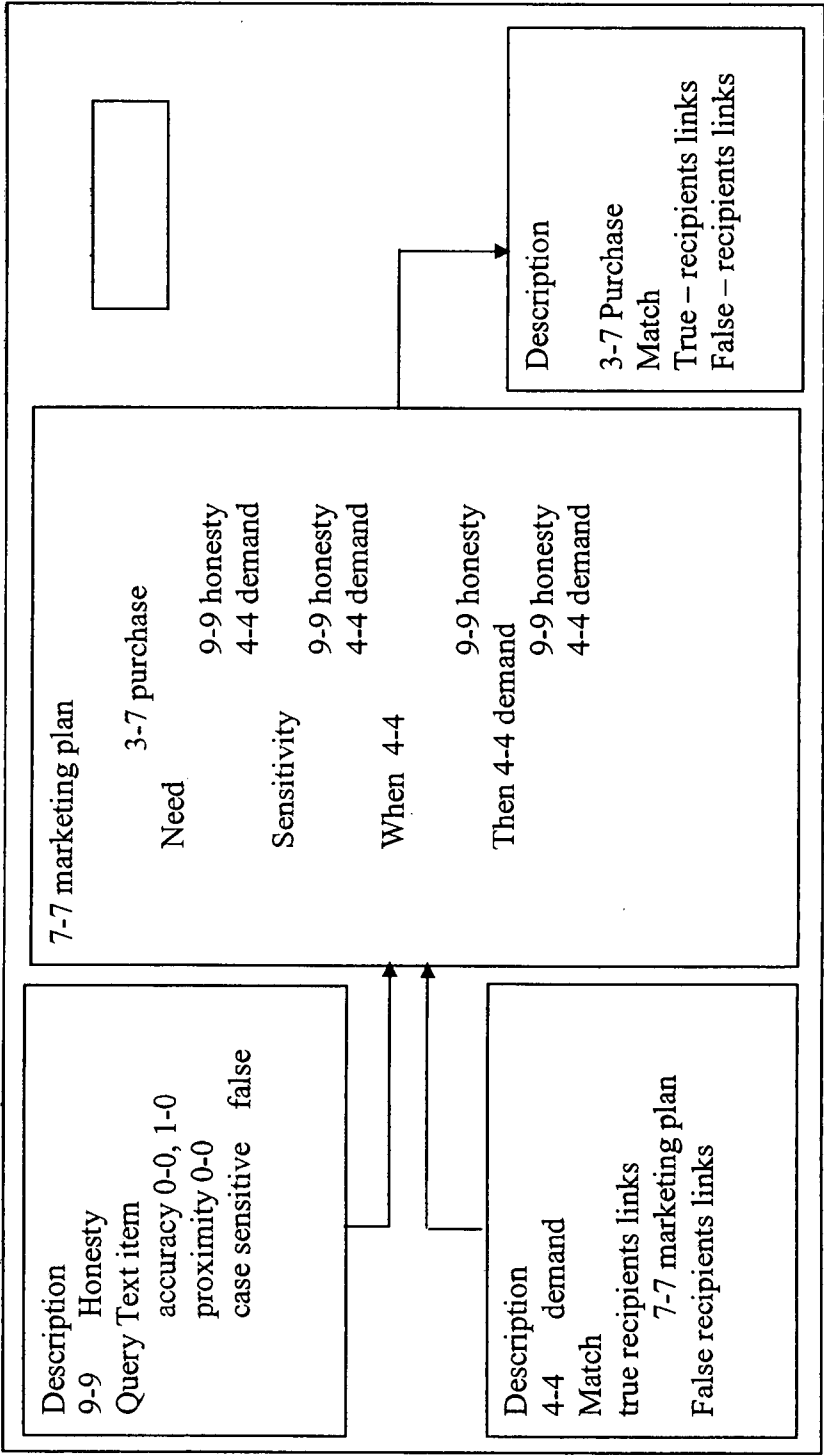 Description
9-9 Honesty
Query Text item
accuracy 0-0, 1-0
proximity 0-0
case sensitive false
Description
4-4 demand
Match
true recipients links
7-7 marketing plan
False recipients links
7-7 marketing plan
3-7 purchase
Need
9-9 honesty
4-4 demand
Sensitivity
9-9 honesty
4-4 demand
When 4-4
9-9 honesty
Then 4-4 demand
9-9 honesty
4-4 demand
Description
3-7 Purchase
Match
True – recipients links
False – recipients links